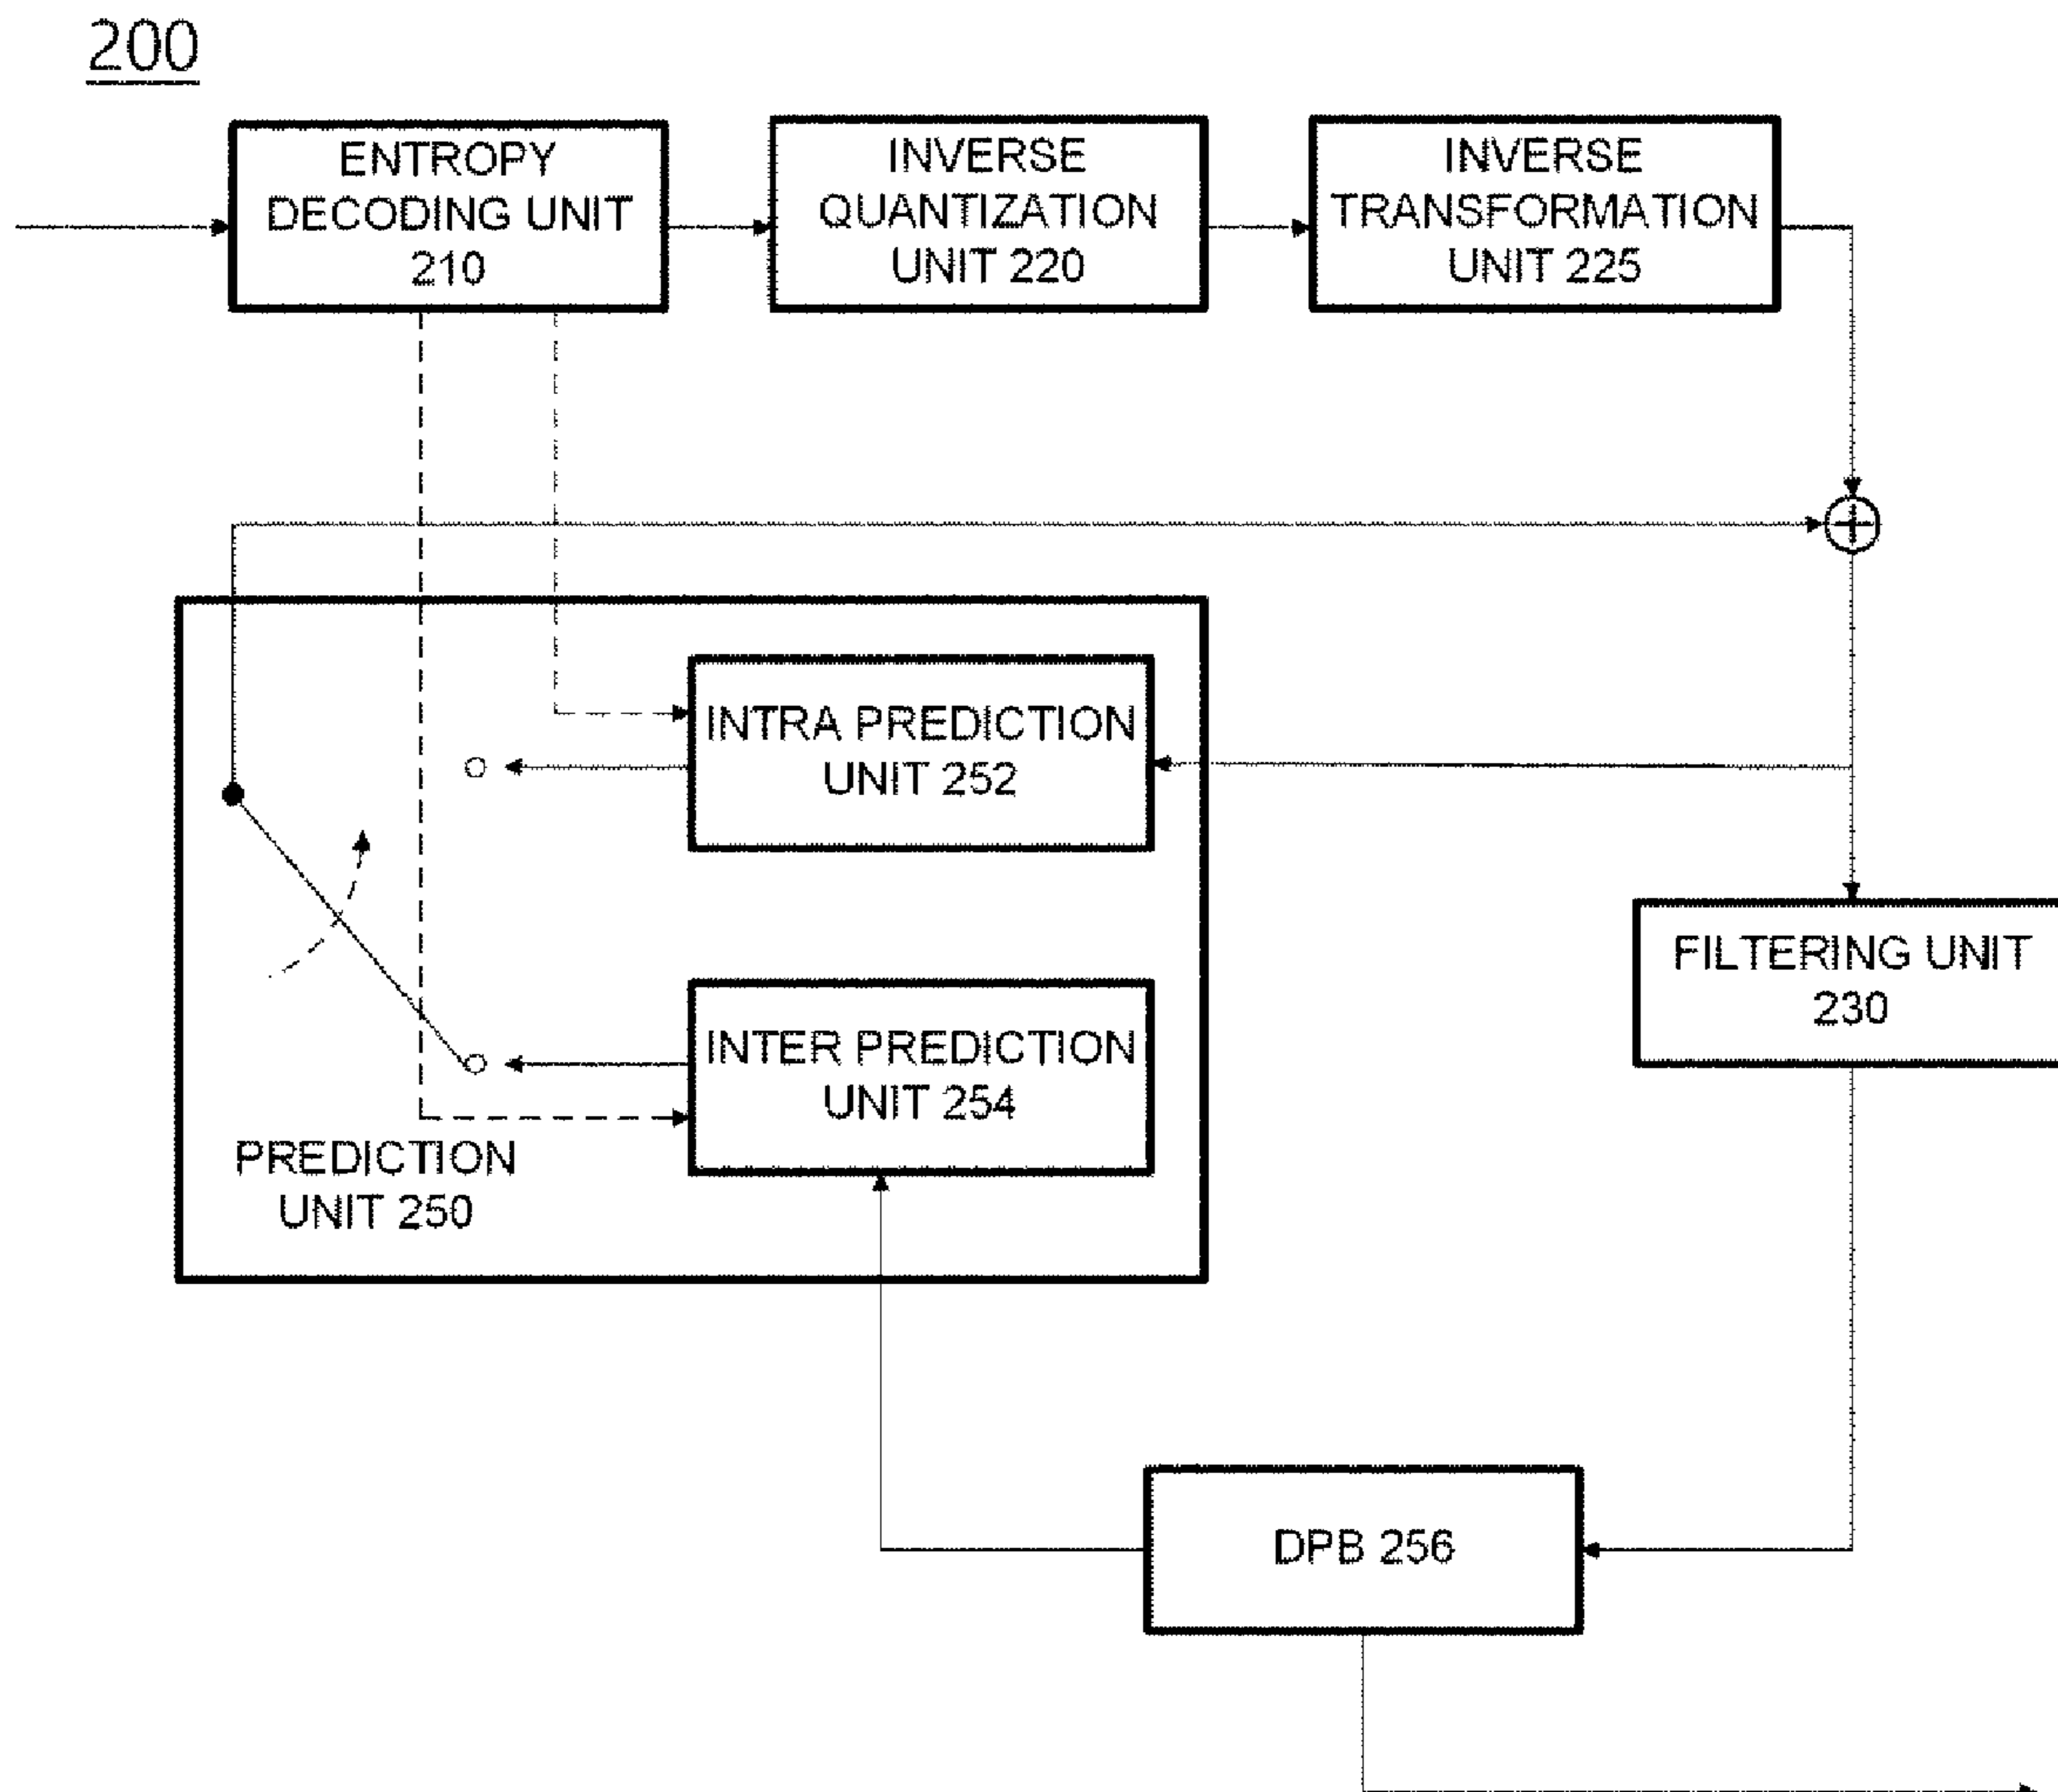 200
ENTROPY
DECODING UNIT
210
INVERSE
QUANTIZATION
UNIT 220
INVERSE
TRANSFORMATION
UNIT 225
INTRA PREDICTION
UNIT 252
FILTERING UNIT
230
INTER PREDICTION
UNIT 254
PREDICTION
UNIT 250
DPB 256